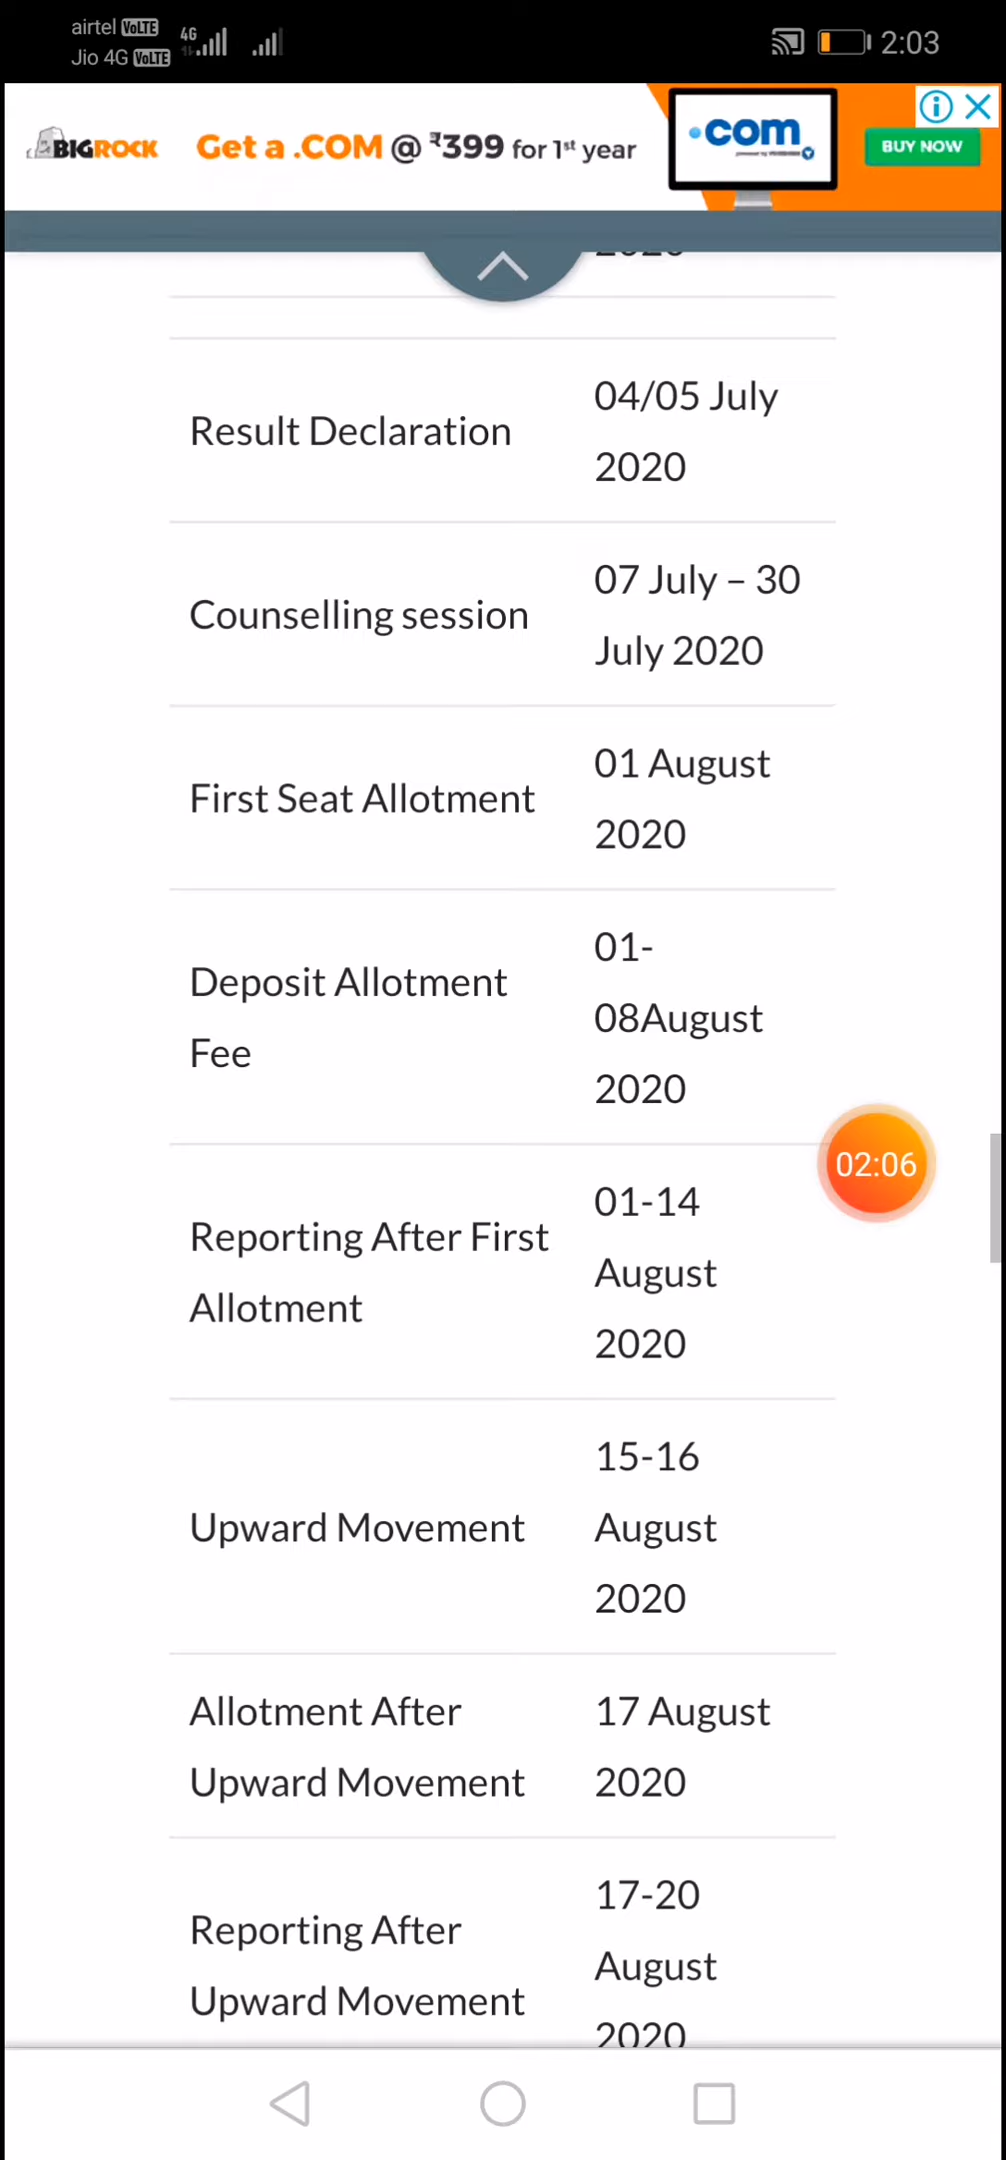 airtel VoLTE
4G
2:03
Jio 4G VoLTE
BIGROCK
Get a .COM @ ₹399 for 1st year
.com
BUY NOW
Result Declaration
04/05 July
2020
Counselling session
07 July – 30
July 2020
First Seat Allotment
01 August
2020
Deposit Allotment
Fee
01-
08August
2020
02:06
Reporting After First
Allotment
01-14
August
2020
Upward Movement
15-16
August
2020
Allotment After
Upward Movement
17 August
2020
Reporting After
Upward Movement
17-20
August
2020